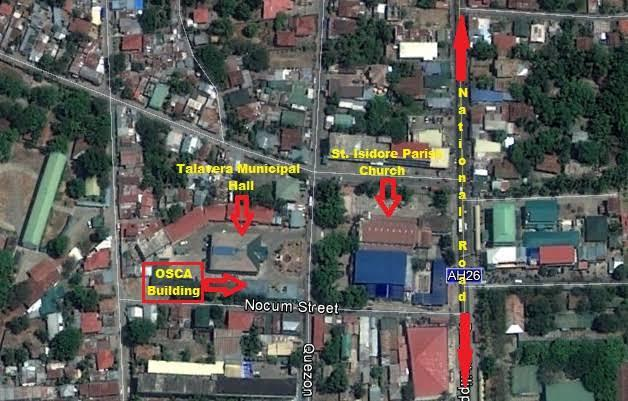 National Road
St. Isidore Parish
Church
Talavera Municipal
Hall
OSCA
Building
AH26
Nocum Street
Quezon